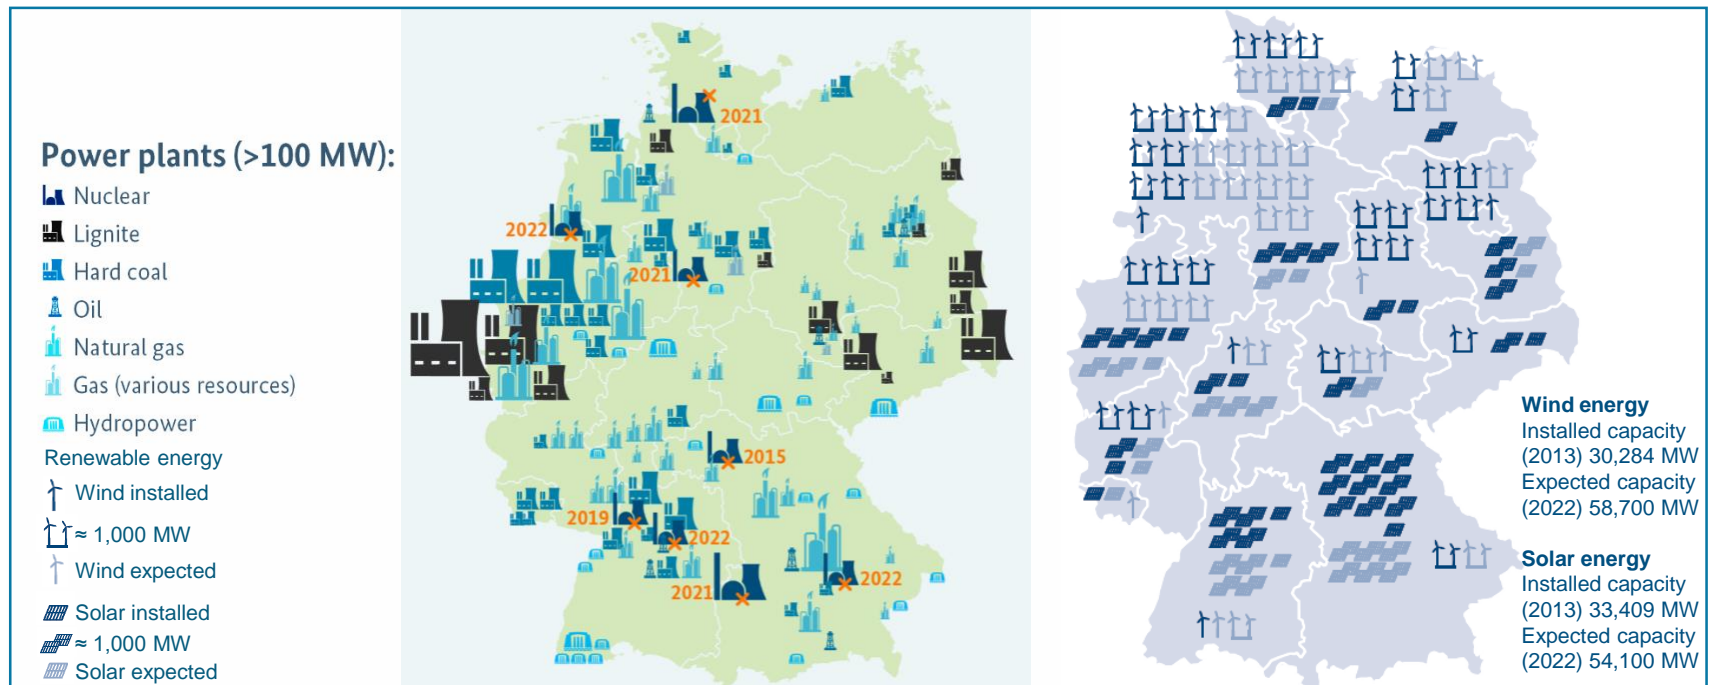 Power plants (>100 MW):
Nuclear
Lignite
Hard coal
Oil
Natural gas
Gas (various resources)
Hydropower
Renewable energy
Wind installed
≈ 1,000 MW
Wind expected
Solar installed
≈ 1,000 MW
Solar expected
2021
2022
2021
2015
2019
2022
2021
2022
Wind energy
Installed capacity
(2013) 30,284 MW
Expected capacity
(2022) 58,700 MW
Solar energy
Installed capacity
(2013) 33,409 MW
Expected capacity
(2022) 54,100 MW